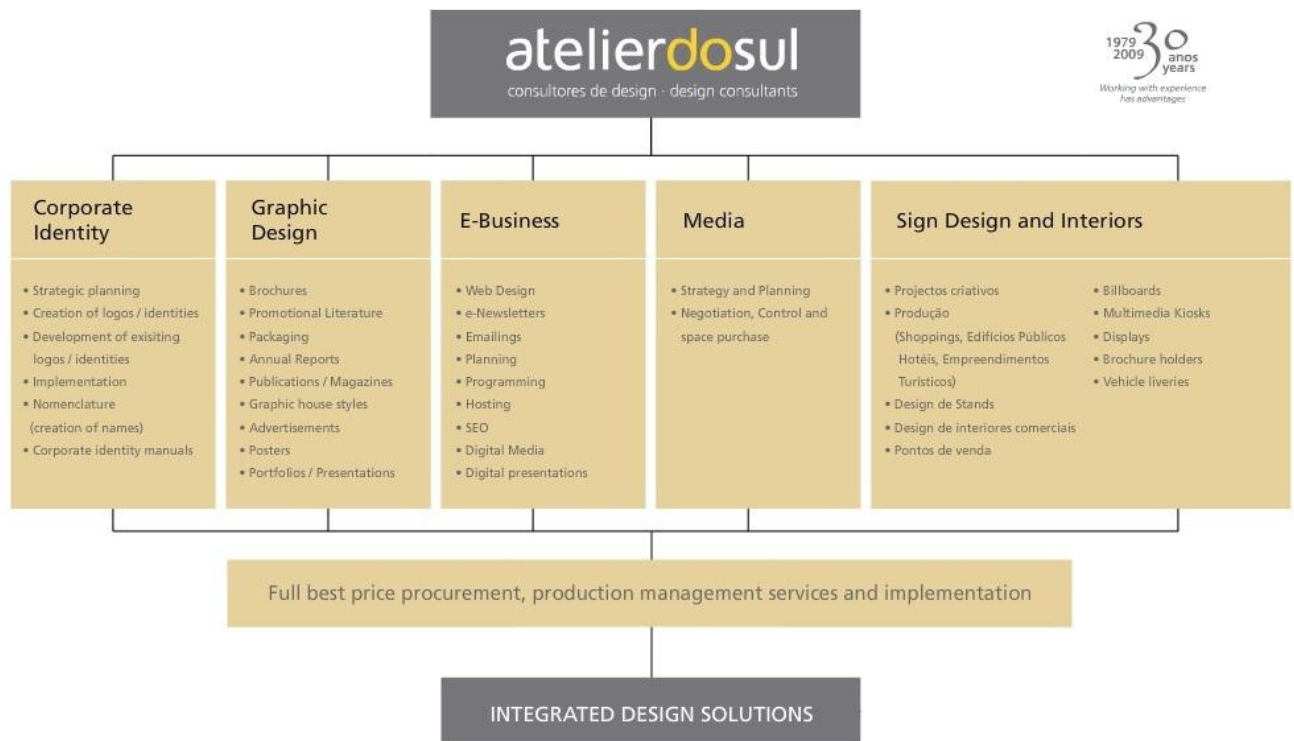 atelierdosul
consultores de design · design consultants
1979
2009
30
anos
years
Working with experience
has advantages
Corporate
Identity
• Strategic planning
• Creation of logos / identities
• Development of exisiting
logos / identities
• Implementation
• Nomenclature
(creation of names)
• Corporate identity manuals
Graphic
Design
• Brochures
• Promotional Literature
• Packaging
• Annual Reports
• Publications / Magazines
• Graphic house styles
• Advertisements
• Posters
• Portfolios / Presentations
E-Business
• Web Design
• e-Newsletters
• Emailings
• Planning
• Programming
• Hosting
• SEO
• Digital Media
• Digital presentations
Media
• Strategy and Planning
• Negotiation, Control and
space purchase
Sign Design and Interiors
• Projectos criativos
• Produção
(Shoppings, Edifícios Públicos
Hotéis, Empreendimentos
Turísticos)
• Design de Stands
• Design de interiores comerciais
• Pontos de venda
• Billboards
• Multimedia Kiosks
• Displays
• Brochure holders
• Vehicle liveries
Full best price procurement, production management services and implementation
INTEGRATED DESIGN SOLUTIONS